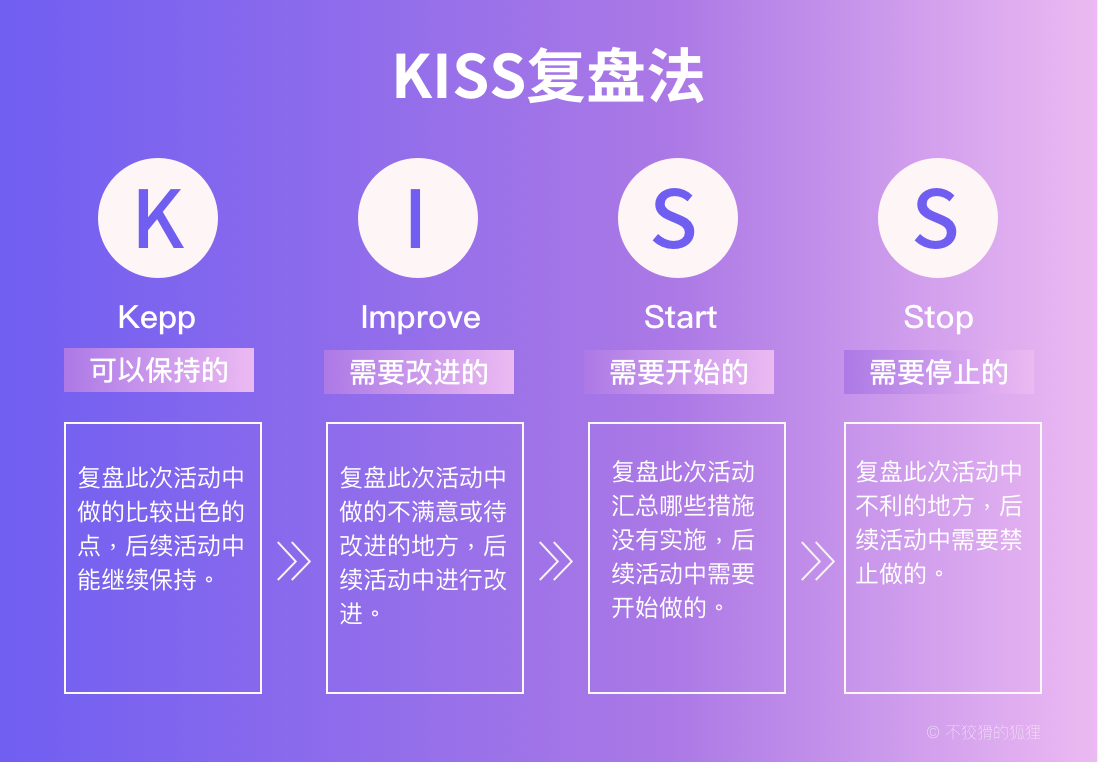 KISS复盘法
K
I
S
S
Kepp
Improve
Start
Stop
可以保持的
需要改进的
需要开始的
需要停止的
复盘此次活动中
做的比较出色的
点，后续活动中
能继续保持。
复盘此次活动中
做的不满意或待
改进的地方，后
续活动中进行改
进。
复盘此次活动
汇总哪些措施
没有实施，后
续活动中需要
开始做的。
复盘此次活动中
不利的地方，后
续活动中需要禁
止做的。
© 不狡猾的狐狸